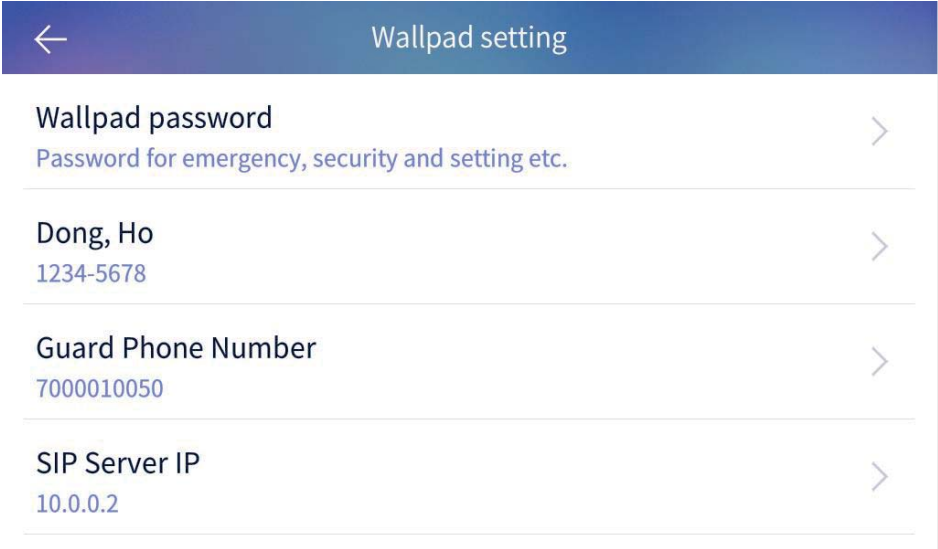 Wallpad setting
Wallpad password
Password for emergency, security and setting etc.
Dong, Ho
1234-5678
Guard Phone Number
7000010050
SIP Server IP
10.0.0.2